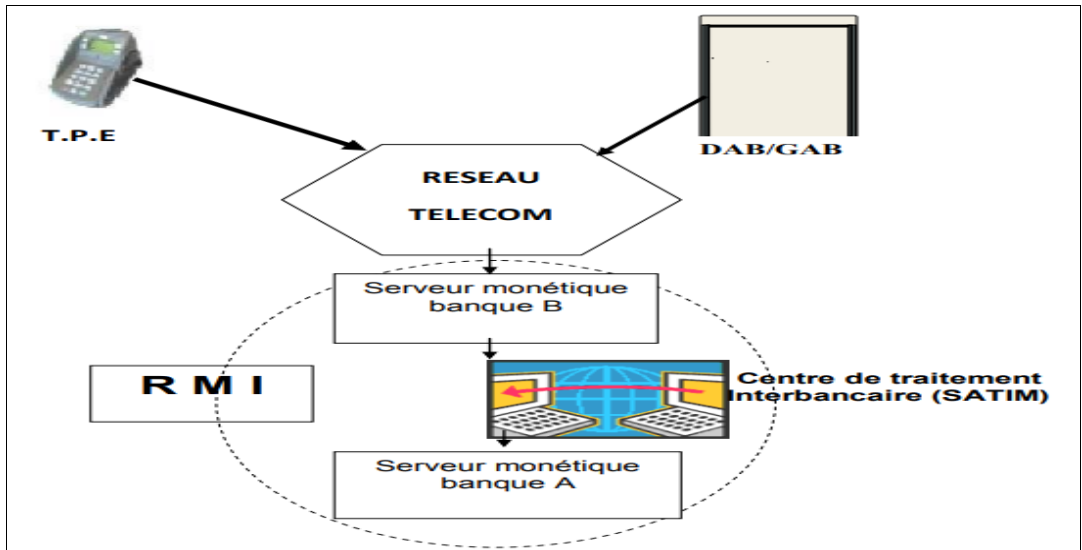 T.P.E
DAB/GAB
RESEAU
TELECOM
Serveur monétique
banque B
R M I
Centre de traitement
Interbancaire (SATIM)
Serveur monétique
banque A